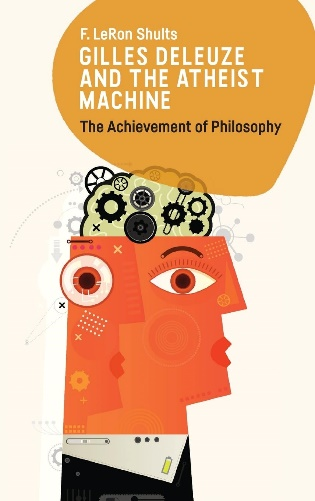 F. LeRon Shults
GILLES DELEUZE
AND THE ATHEIST
MACHINE
The Achievement of Philosophy